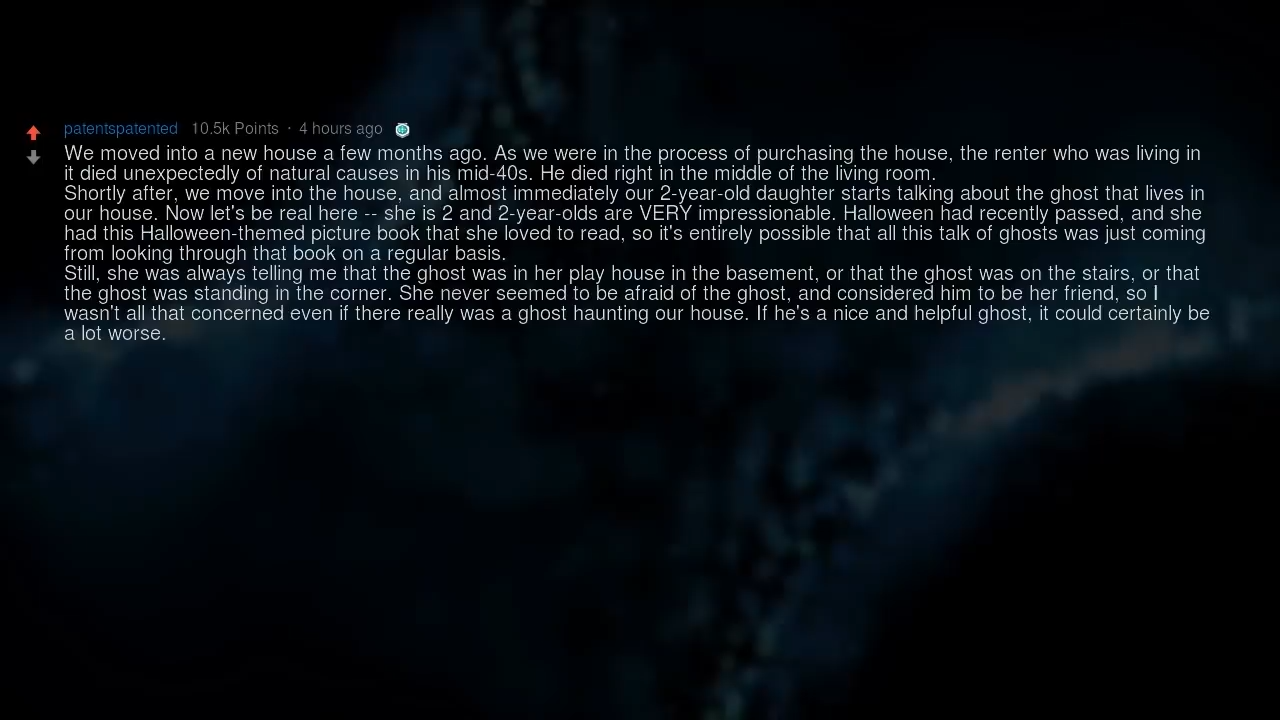 patentspatented 10.5k Points · 4 hours ago
We moved into a new house a few months ago. As we were in the process of purchasing the house, the renter who was living in
it died unexpectedly of natural causes in his mid-40s. He died right in the middle of the living room.
Shortly after, we move into the house, and almost immediately our 2-year-old daughter starts talking about the ghost that lives in
our house. Now let's be real here -- she is 2 and 2-year-olds are VERY impressionable. Halloween had recently passed, and she
had this Halloween-themed picture book that she loved to read, so it's entirely possible that all this talk of ghosts was just coming
from looking through that book on a regular basis.
Still, she was always telling me that the ghost was in her play house in the basement, or that the ghost was on the stairs, or that
the ghost was standing in the corner. She never seemed to be afraid of the ghost, and considered him to be her friend, so I
wasn't all that concerned even if there really was a ghost haunting our house. If he's a nice and helpful ghost, it could certainly be
a lot worse.